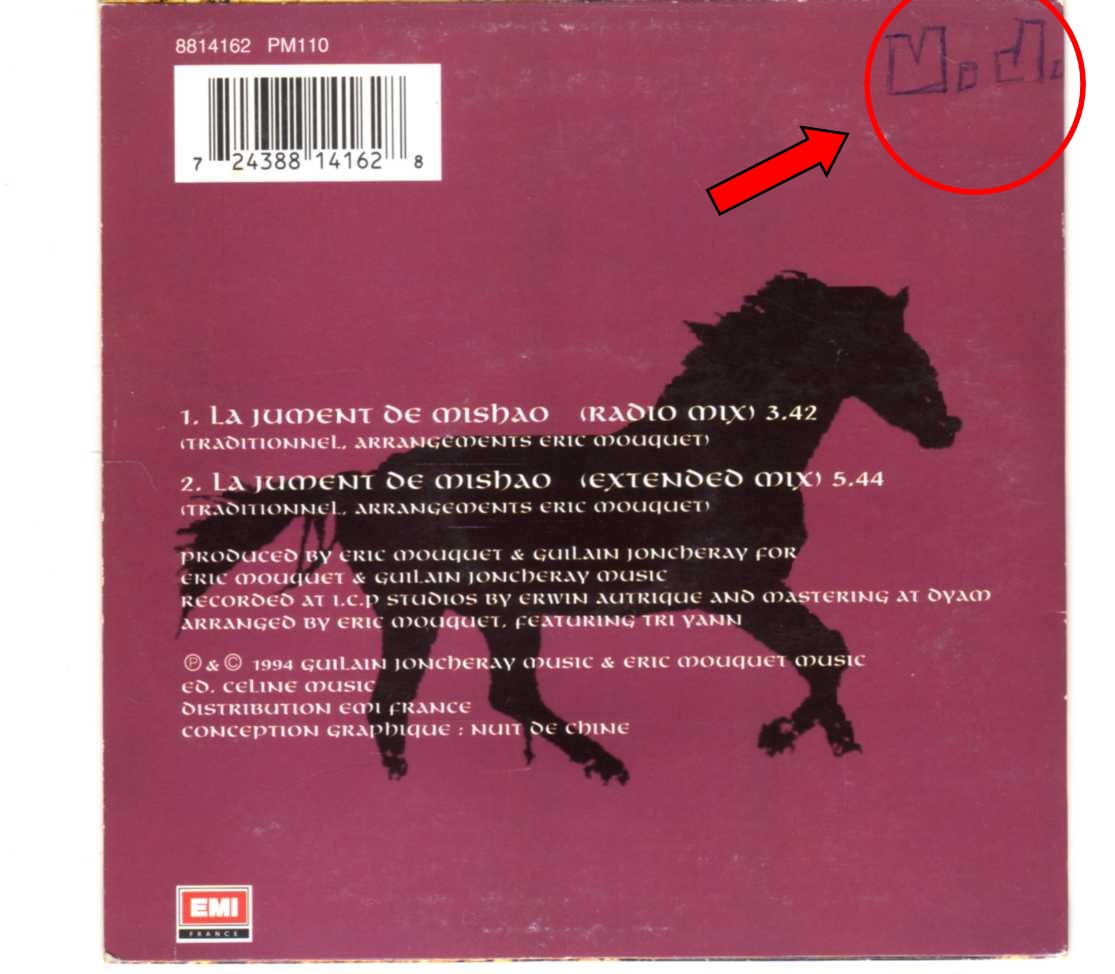 8814162 PM110
M. J.
7 24388 14162 8
1. La jument de mishao (radio mix) 3.42
(traditionnel, arrangements eric mouquet)
2. La jument de mishao (extended mix) 5.44
(traditionnel, arrangements eric mouquet)
produced by eric mouquet & guilain joncheray for
eric mouquet & guilain joncheray music
recorded at I.C.P studios by erwin autrique and mastering at dyam
arranged by eric mouquet, featuring tri yann
℗ & © 1994 guilain joncheray music & eric mouquet music
ed. celine music
distribution emi france
conception graphique : nuit de chine
EMI
FRANCE